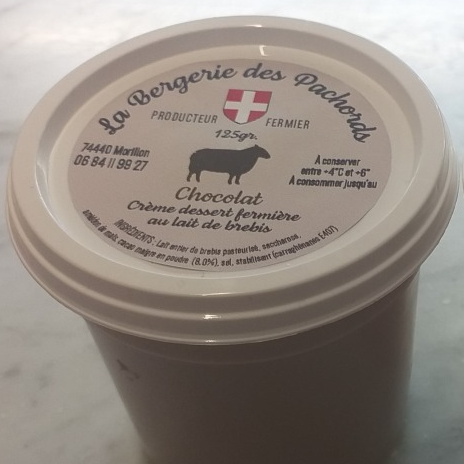 La Bergerie des Pachords
PRODUCTEUR FERMIER
125gr.
74440 Morillon
06 84 11 99 27
À conserver
entre +4°C et +6°
À consommer jusqu'au
Chocolat
Crème dessert fermière
au lait de brebis
INGRÉDIENTS : Lait entier de brebis pasteurisé, saccharose,
amidon de maïs, cacao maigre en poudre (8.0%), sel, stabilisant (carraghénanes E407)